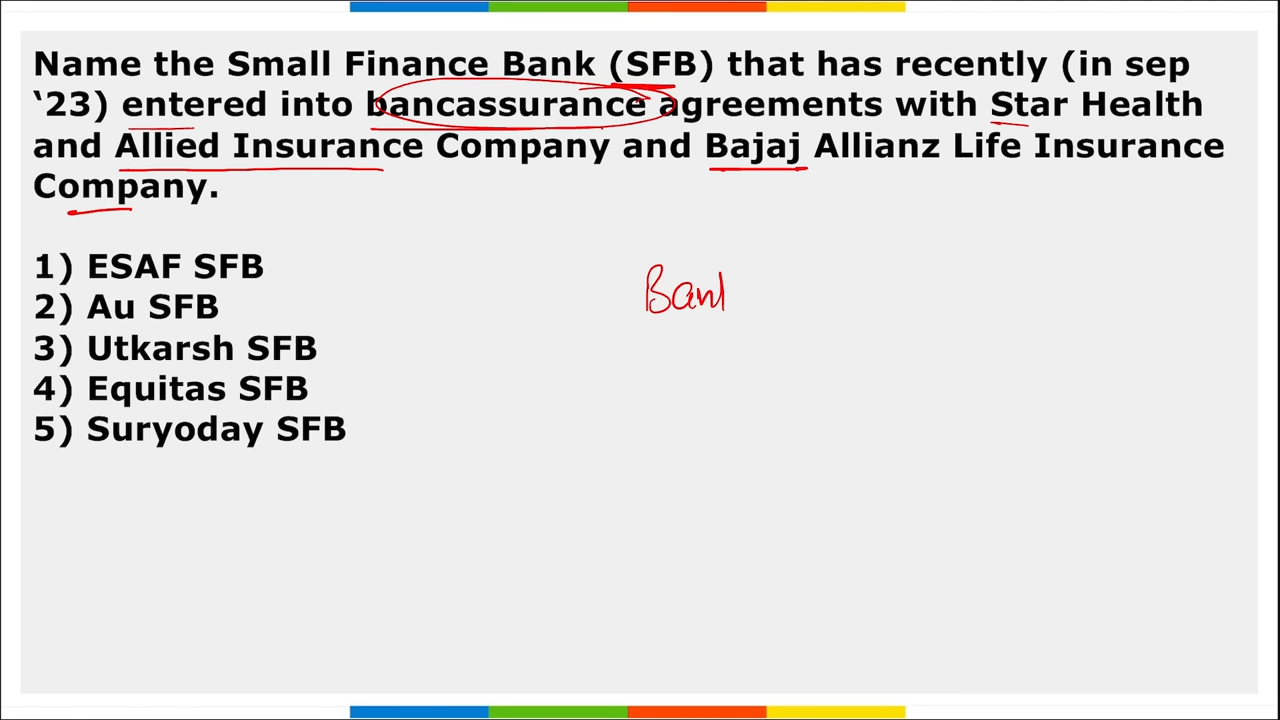 Name the Small Finance Bank (SFB) that has recently (in sep
‘23) entered into bancassurance agreements with Star Health
and Allied Insurance Company and Bajaj Allianz Life Insurance
Company.
1) ESAF SFB
2) Au SFB
Ban
3) Utkarsh SFB
4) Equitas SFB
5) Suryoday SFB